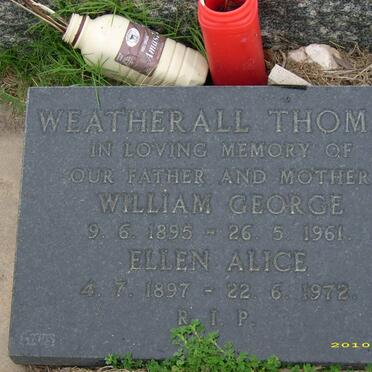 WEATHERALL THOM
IN LOVING MEMORY OF
OUR FATHER AND MOTHER
WILLIAM GEORGE
9. 6. 1895 - 26. 5. 1961.
ELLEN ALICE
4. 7. 1897 - 22. 6. 1972.
R. I. P.
2010